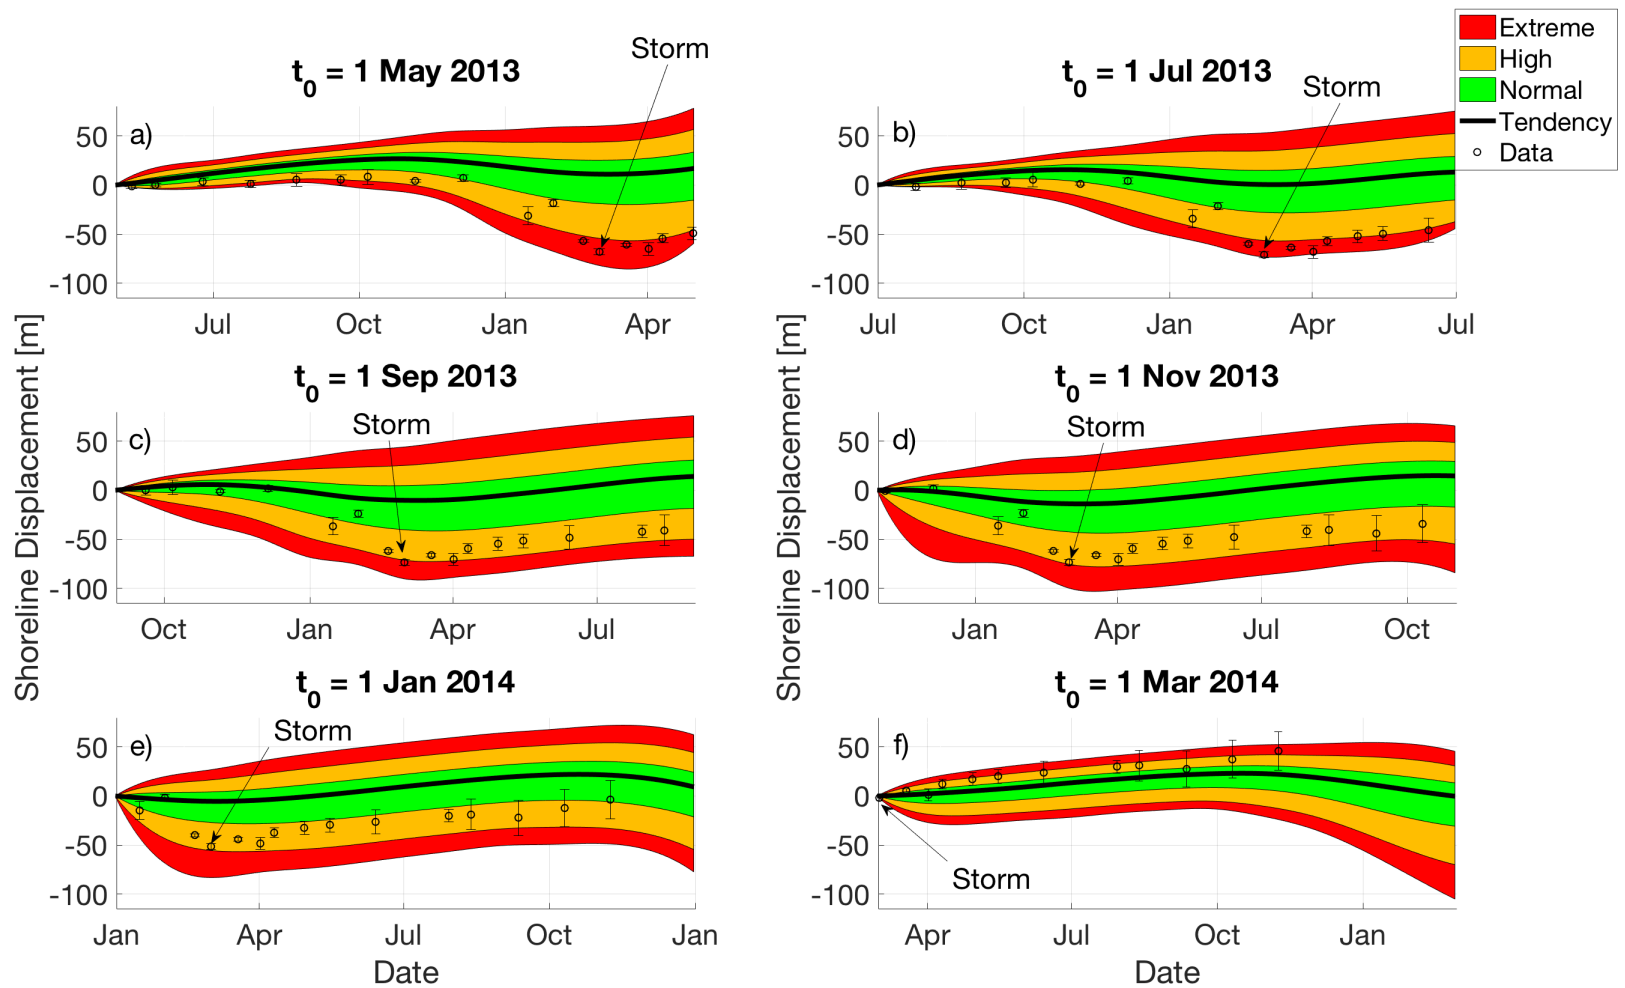 Extreme
High
Normal
Tendency
Data
t0 = 1 May 2013
Storm
a)
50
0
-50
-100
Jul
Oct
Jan
Apr
t0 = 1 Jul 2013
Storm
b)
50
0
-50
-100
Jul
Oct
Jan
Apr
Jul
Shoreline Displacement [m]
Shoreline Displacement [m]
t0 = 1 Sep 2013
Storm
c)
50
0
-50
-100
Oct
Jan
Apr
Jul
t0 = 1 Nov 2013
Storm
d)
50
0
-50
-100
Jan
Apr
Jul
Oct
t0 = 1 Jan 2014
Storm
e)
50
0
-50
-100
Jan
Apr
Jul
Oct
Jan
Date
t0 = 1 Mar 2014
f)
Storm
50
0
-50
-100
Apr
Jul
Oct
Jan
Date